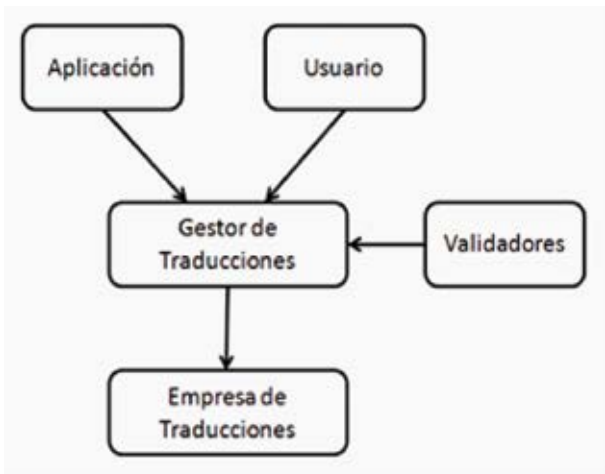 Aplicación
Usuario
Gestor de
Traducciones
Validadores
Empresa de
Traducciones